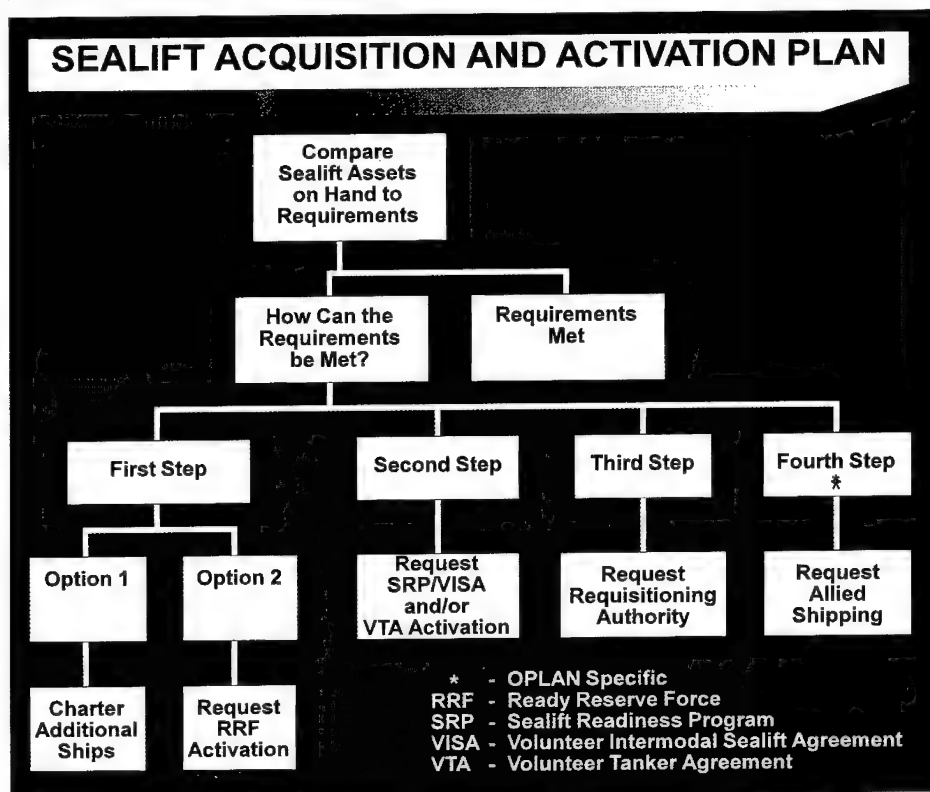 SEALIFT ACQUISITION AND ACTIVATION PLAN
Compare
Sealift Assets
on Hand to
Requirements
How Can the
Requirements
be Met?
Requirements
Met
First Step
Second Step
Third Step
Fourth Step
*
Option 1
Option 2
Request
SRP/VISA
and/or
VTA Activation
Request
Requisitioning
Authority
Request
Allied
Shipping
Charter
Additional
Ships
Request
RRF
Activation
* - OPLAN Specific
RRF - Ready Reserve Force
SRP - Sealift Readiness Program
VISA - Volunteer Intermodal Sealift Agreement
VTA - Volunteer Tanker Agreement